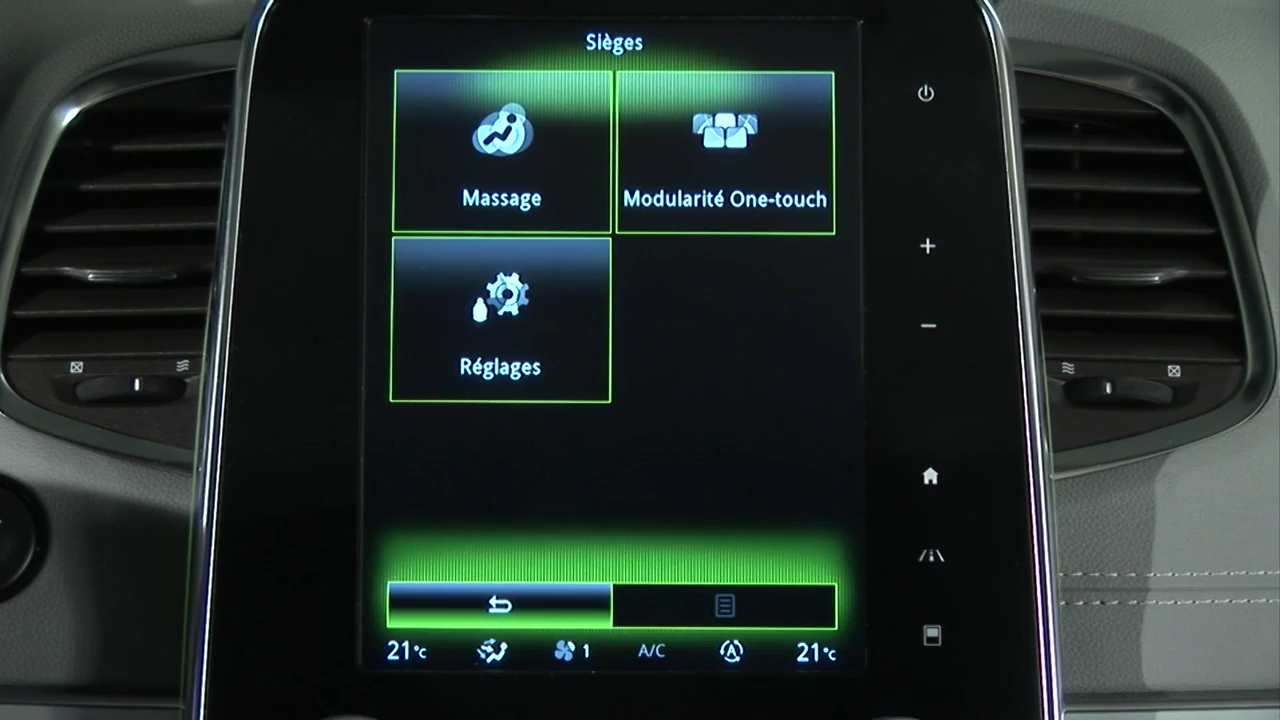 Sièges
Massage
Modularité One-touch
Réglages
21°c
1
A/C
A
21°c